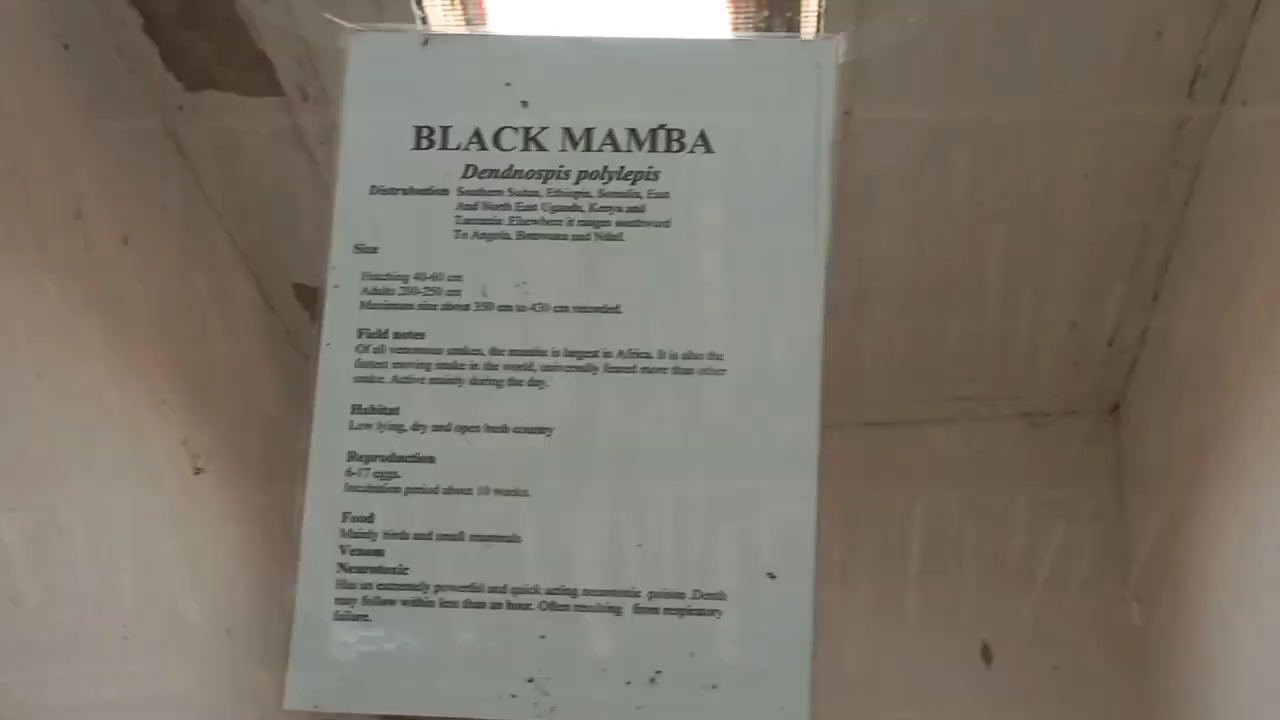 BLACK MAMBA
Dendnospis polylepis
Distrubution Southern Sudan, Ethiopia, Somalia, East
And North East Uganda, Kenya and
Tanzania. Elsewhere it ranges southward
To Angola, Botswana and Natal.
Size
Hatching 40-60 cm
Adults 200-250 cm
Maximum size about 350 cm to 430 cm recorded.
Field notes
Of all venomous snakes, the mamba is largest in Africa. It is also the
fastest moving snake in the world, universally feared more than other
snake. Active mainly during the day.
Habitat
Low lying, dry and open bush country
Reproduction
6-17 eggs.
Incubation period about 10 weeks.
Food
Mainly birds and small mammals
Venom
Neurotoxic
Has an extremely powerful and quick acting poison .Death
may follow within less than an hour. Often resulting from respiratory
failure.